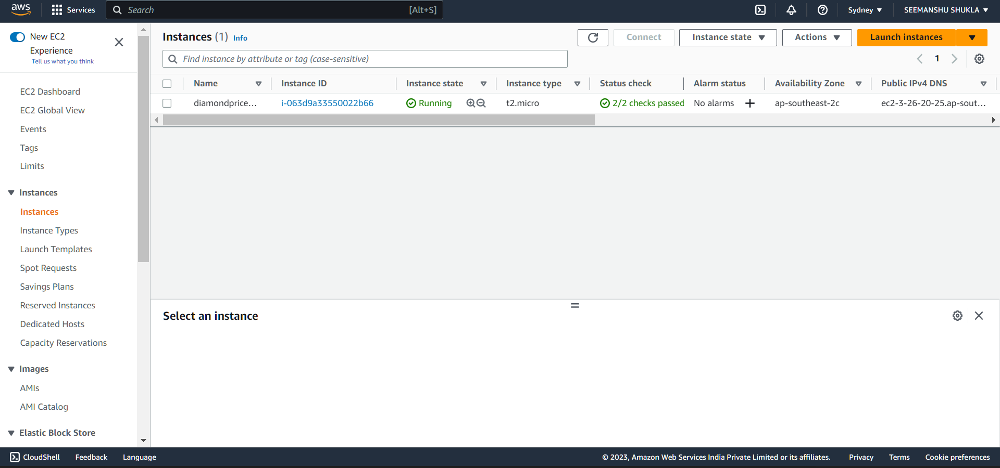 aws Services Search [Alt+S] Sydney ▼ SEEMANSHU SHUKLA ▼
New EC2
Experience
Tell us what you think
EC2 Dashboard
EC2 Global View
Events
Tags
Limits
Instances
Instances
Instance Types
Launch Templates
Spot Requests
Savings Plans
Reserved Instances
Dedicated Hosts
Capacity Reservations
Images
AMIs
AMI Catalog
Elastic Block Store
Instances (1) Info
Connect Instance state Actions Launch instances
Find instance by attribute or tag (case-sensitive)
1
Name Instance ID Instance state Instance type Status check Alarm status Availability Zone Public IPv4 DNS
diamondprice... i-063d9a33550022b66 Running t2.micro 2/2 checks passed No alarms + ap-southeast-2c ec2-3-26-20-25.ap-sout...
Select an instance
CloudShell Feedback Language © 2023, Amazon Web Services India Private Limited or its affiliates. Privacy Terms Cookie preferences